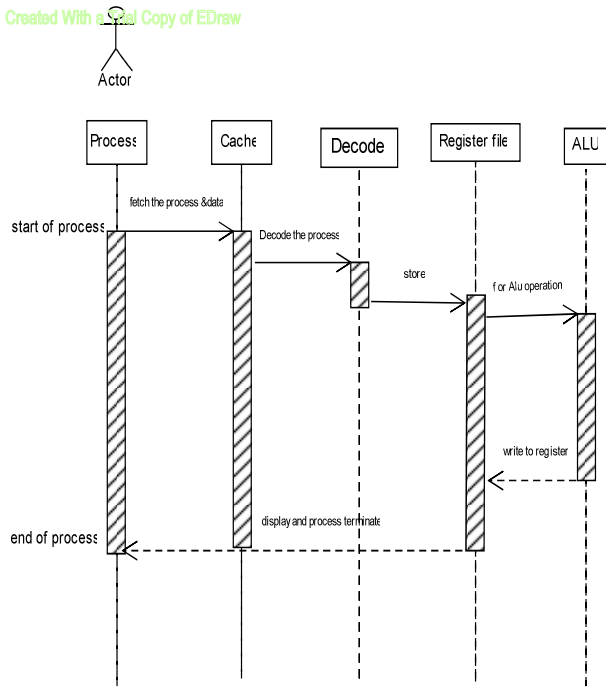 Created With a Trial Copy of EDraw
Actor
Process
Cache
Decode
Register file
ALU
fetch the process &data
start of process
Decode the process
store
for Alu operation
write to register
display and process terminate
end of process